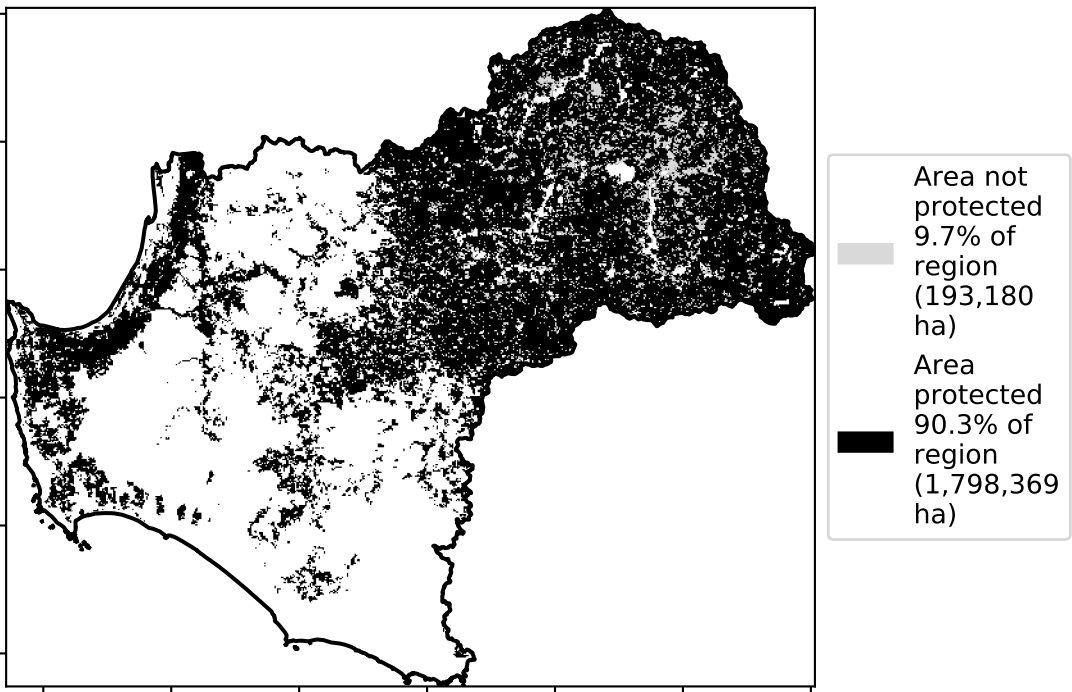 Area not
protected
9.7% of
region
(193,180
ha)
Area
protected
90.3% of
region
(1,798,369
ha)